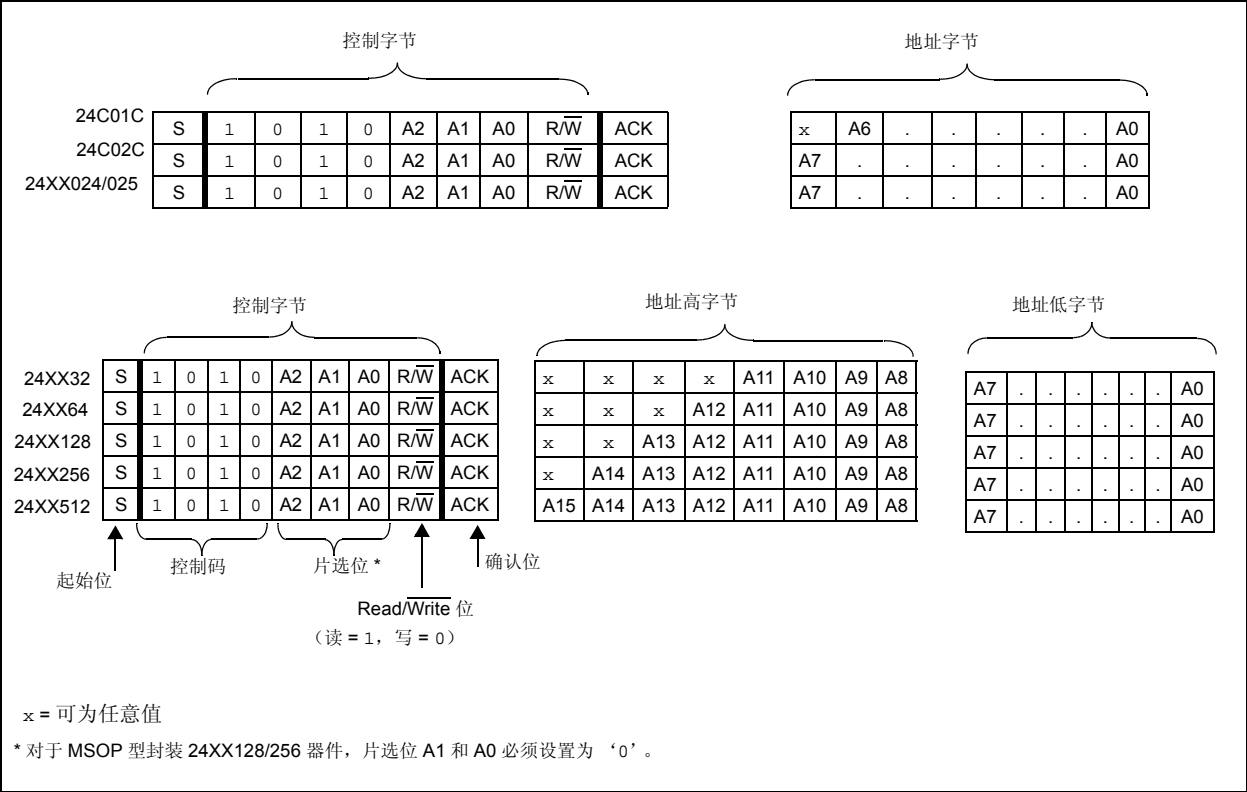 控制字节 地址字节
24C01C S 1 0 1 0 A2 A1 A0 R/W̅ ACK x A6 . . . . . A0
24C02C S 1 0 1 0 A2 A1 A0 R/W̅ ACK A7 . . . . . . A0
24XX024/025 S 1 0 1 0 A2 A1 A0 R/W̅ ACK A7 . . . . . . A0
控制字节 地址高字节 地址低字节
24XX32 S 1 0 1 0 A2 A1 A0 R/W̅ ACK x x x x A11 A10 A9 A8 A7 . . . . . . A0
24XX64 S 1 0 1 0 A2 A1 A0 R/W̅ ACK x x x A12 A11 A10 A9 A8 A7 . . . . . . A0
24XX128 S 1 0 1 0 A2 A1 A0 R/W̅ ACK x x A13 A12 A11 A10 A9 A8 A7 . . . . . . A0
24XX256 S 1 0 1 0 A2 A1 A0 R/W̅ ACK x A14 A13 A12 A11 A10 A9 A8 A7 . . . . . . A0
24XX512 S 1 0 1 0 A2 A1 A0 R/W̅ ACK A15 A14 A13 A12 A11 A10 A9 A8 A7 . . . . . . A0
起始位 控制码 片选位 * 确认位
Read/W̅r̅i̅t̅e̅ 位
（读 = 1，写 = 0）
x = 可为任意值
* 对于 MSOP 型封装 24XX128/256 器件，片选位 A1 和 A0 必须设置为 ‘0’。